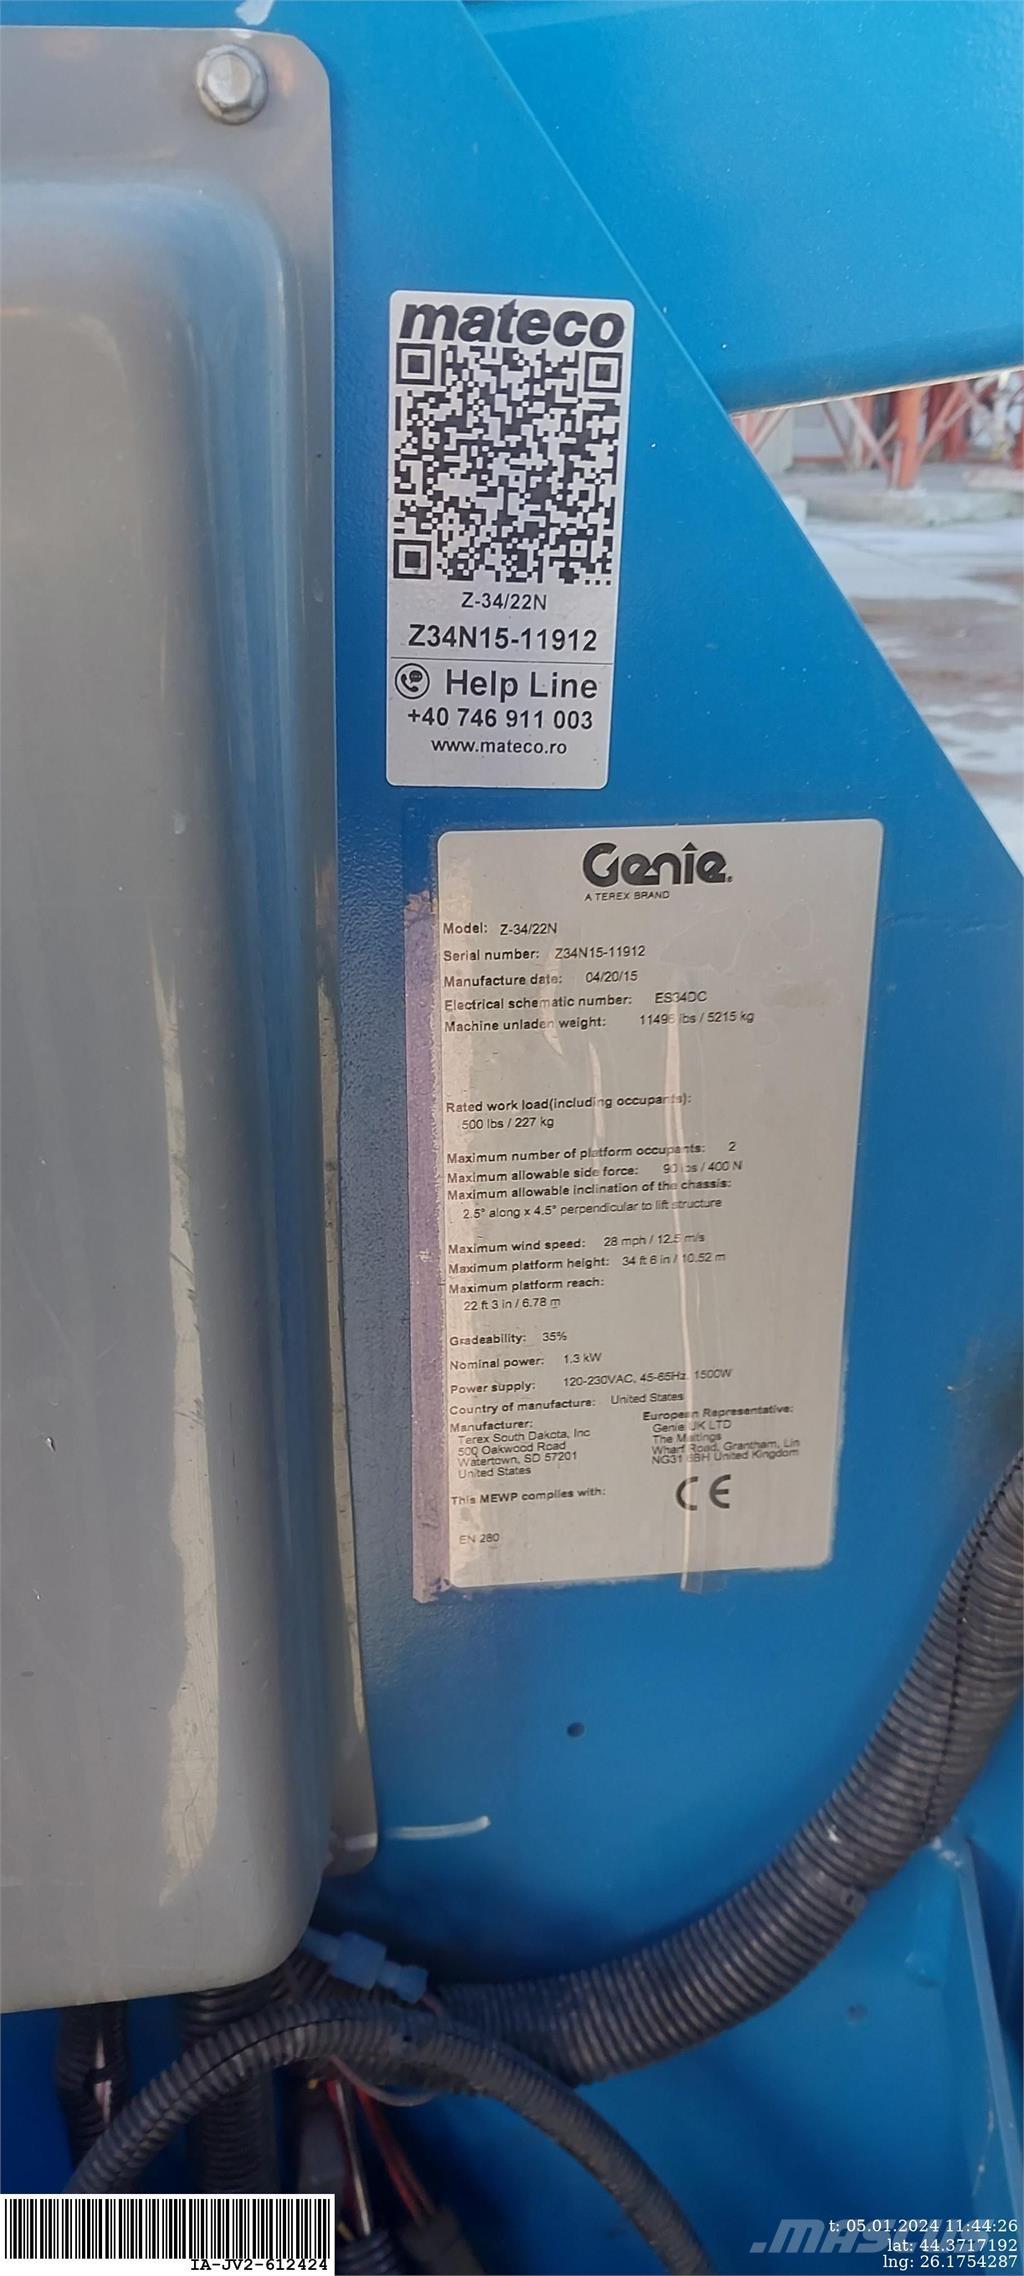 mateco
Z-34/22N
Z34N15-11912
Help Line
+40 746 911 003
www.mateco.ro
Genie
A TEREX BRAND
Model: Z-34/22N
Serial number: Z34N15-11912
Manufacture date: 04/20/15
Electrical schematic number: ES34DC
Machine unladen weight: 11496 lbs / 5215 kg
Rated work load(including occupants):
500 lbs / 227 kg
Maximum number of platform occupants: 2
Maximum allowable side force: 90 lbs / 400 N
Maximum allowable inclination of the chassis:
2.5° along x 4.5° perpendicular to lift structure
Maximum wind speed: 28 mph / 12.5 m/s
Maximum platform height: 34 ft 6 in / 10.52 m
Maximum platform reach:
22 ft 3 in / 6.78 m
Gradeability: 35%
Nominal power: 1.3 kW
Power supply: 120-230VAC, 45-65Hz, 1500W
Country of manufacture: United States
Manufacturer:
Terex South Dakota, Inc
500 Oakwood Road
Watertown, SD 57201
United States
European Representative:
Genie UK LTD
The Maltings
Wharf Road, Grantham, Lin
NG31 6BH United Kingdom
This MEWP complies with:
CE
EN 280
IA-JV2-612424
MASCUS
t: 05.01.2024 11:44:26
lat: 44.3717192
lng: 26.1754287